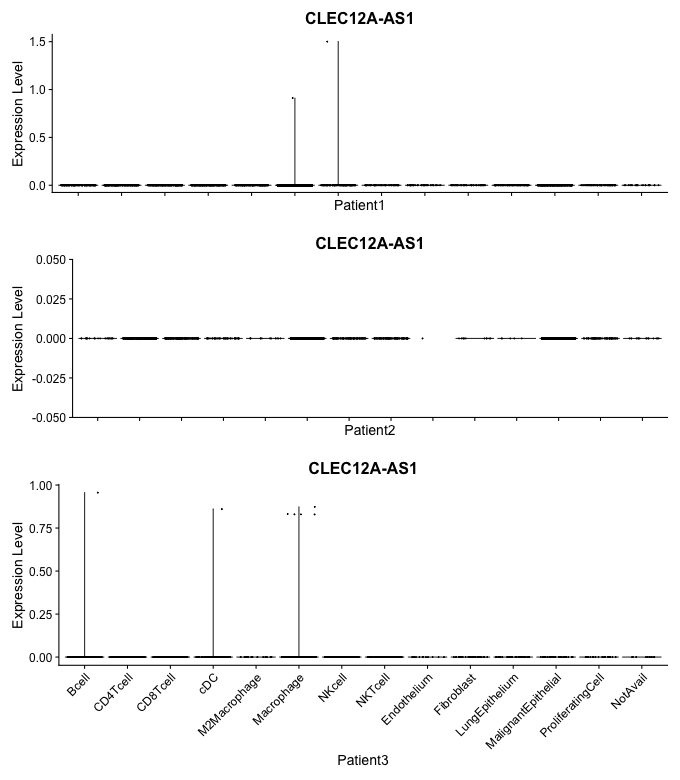 CLEC12A-AS1
Expression Level
1.5
1.0
0.5
0.0
Patient1
CLEC12A-AS1
Expression Level
0.050
0.025
0.000
-0.025
-0.050
Patient2
CLEC12A-AS1
Expression Level
1.00
0.75
0.50
0.25
0.00
Bcell
CD4Tcell
CD8Tcell
cDC
M2Macrophage
Macrophage
NKcell
NKTcell
Endothelium
Fibroblast
LungEpithelium
MalignantEpithelial
ProliferatingCell
NotAvail
Patient3